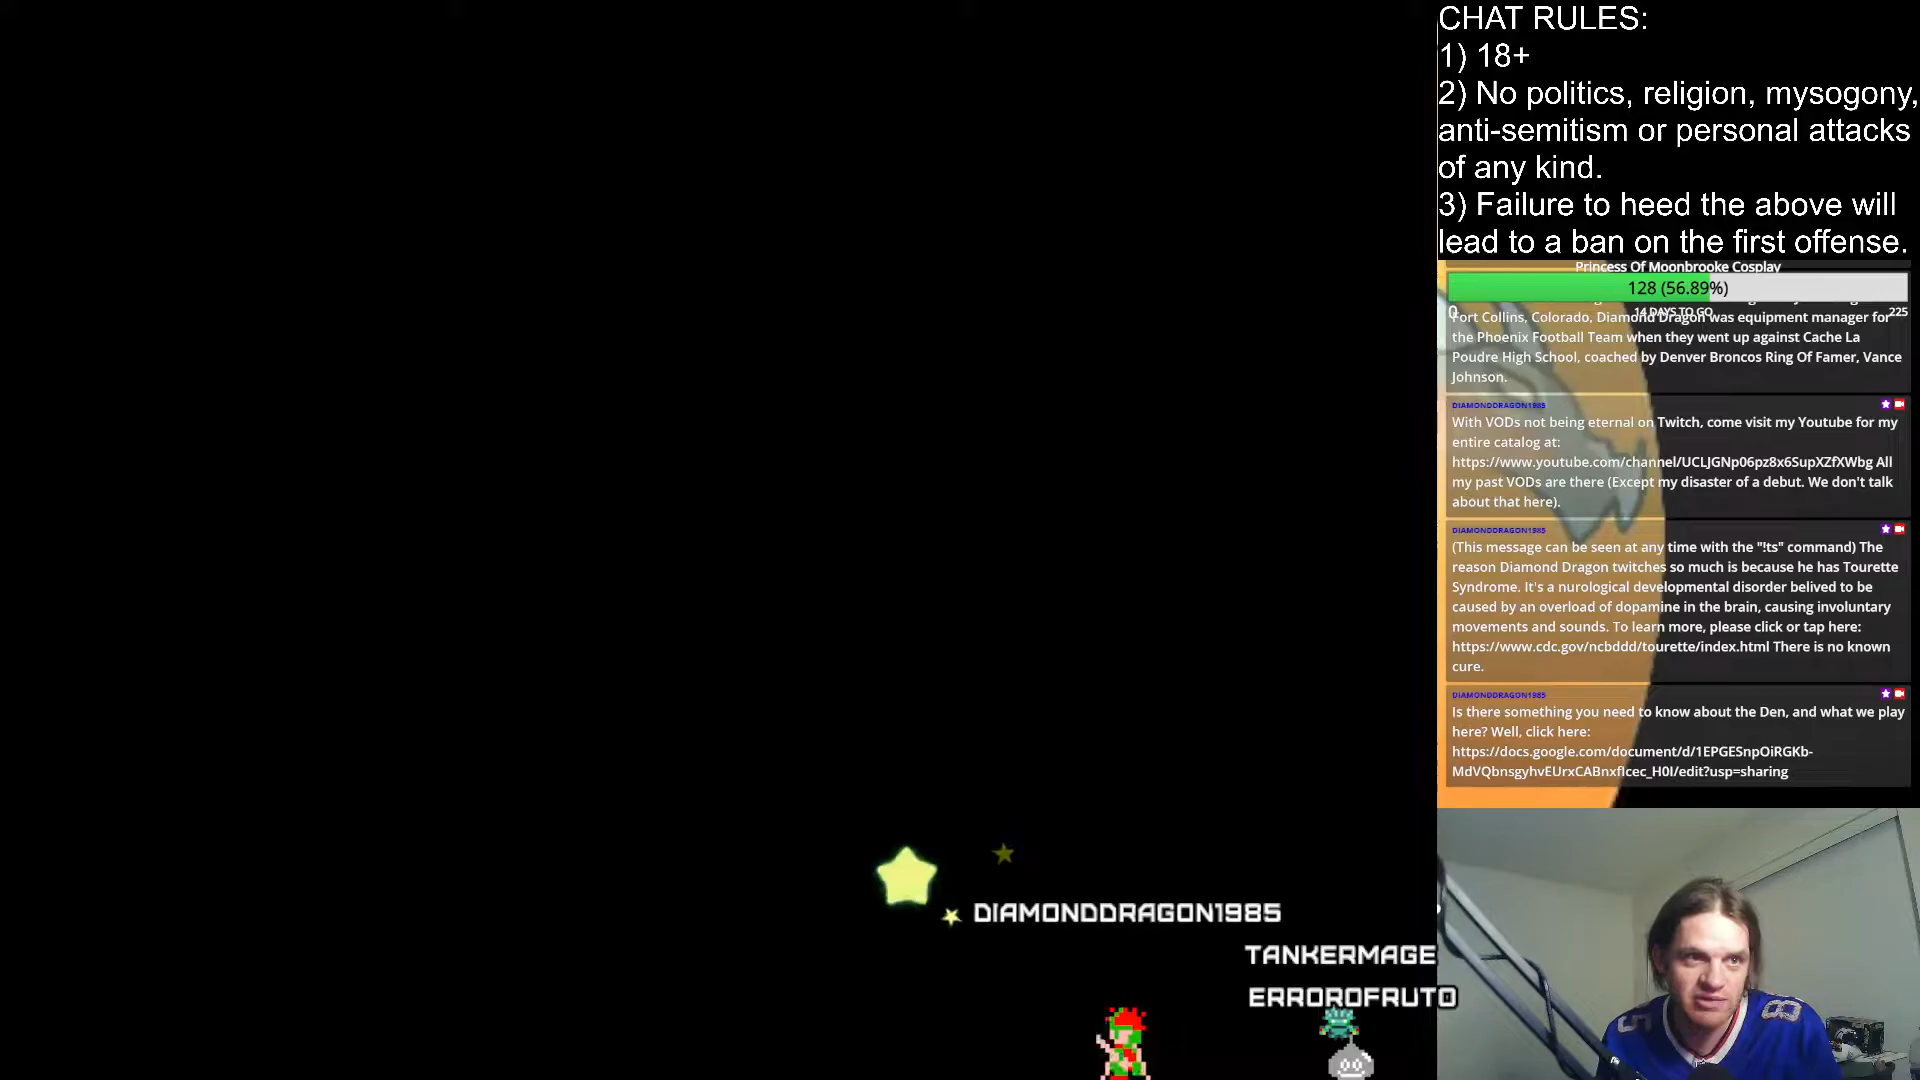 CHAT RULES:
1) 18+
2) No politics, religion, mysogony,
anti-semitism or personal attacks
of any kind.
3) Failure to heed the above will
lead to a ban on the first offense.
Princess Of Moonbrooke Cosplay
128 (56.89%)
0
14 DAYS TO GO
225
Fort Collins, Colorado, Diamond Dragon was equipment manager for
the Phoenix Football Team when they went up against Cache La
Poudre High School, coached by Denver Broncos Ring Of Famer, Vance
Johnson.
DIAMONDDRAGON1985
With VODs not being eternal on Twitch, come visit my Youtube for my
entire catalog at:
https://www.youtube.com/channel/UCLJGNp06pz8x6SupXZfXWbg All
my past VODs are there (Except my disaster of a debut. We don't talk
about that here).
DIAMONDDRAGON1985
(This message can be seen at any time with the "!ts" command) The
reason Diamond Dragon twitches so much is because he has Tourette
Syndrome. It's a nurological developmental disorder belived to be
caused by an overload of dopamine in the brain, causing involuntary
movements and sounds. To learn more, please click or tap here:
https://www.cdc.gov/ncbddd/tourette/index.html There is no known
cure.
DIAMONDDRAGON1985
Is there something you need to know about the Den, and what we play
here? Well, click here:
https://docs.google.com/document/d/1EPGESnpOiRGKb-
MdVQbnsgyhvEUrxCABnxfIcec_H0I/edit?usp=sharing
DIAMONDDRAGON1985
TANKERMAGE
ERROROFRUTO
85